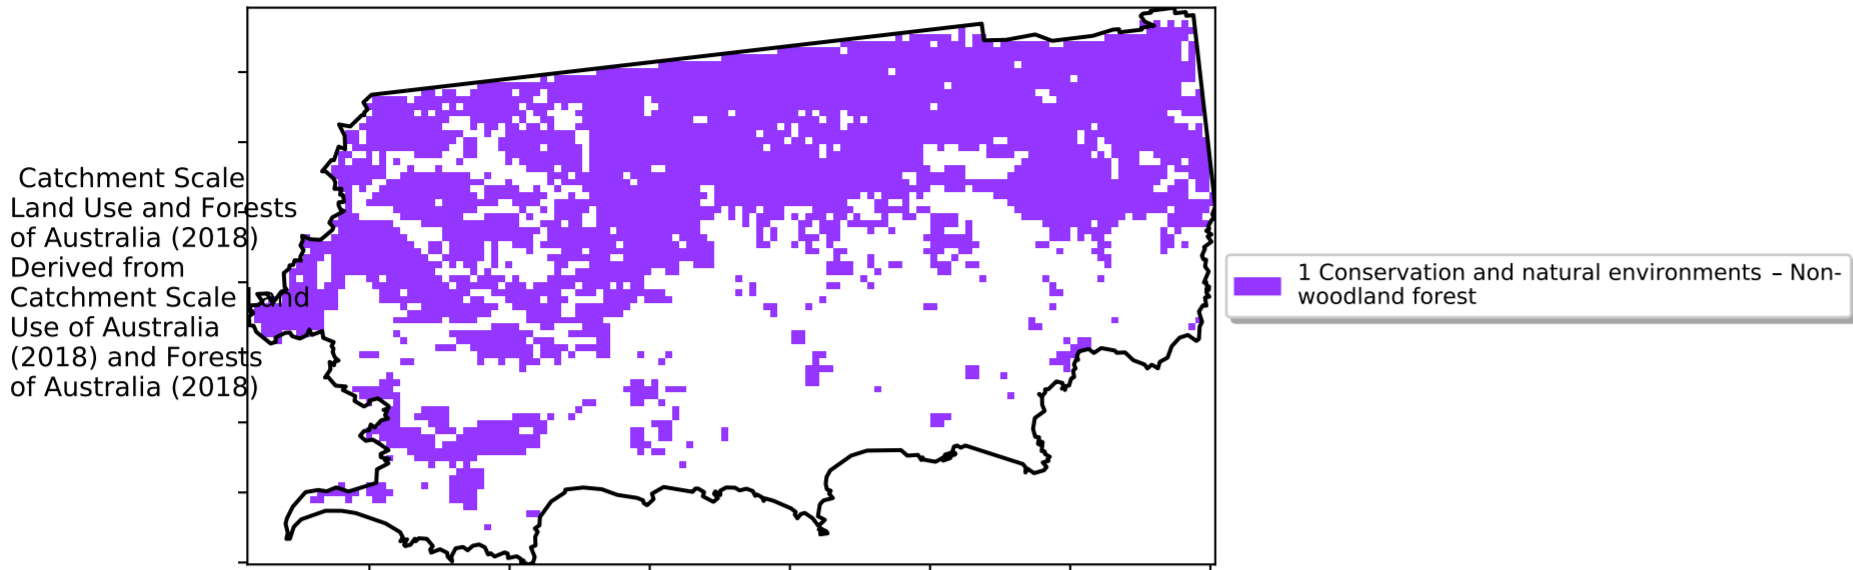 Catchment Scale
Land Use and Forests
of Australia (2018)
Derived from
Catchment Scale Land
Use of Australia
(2018) and Forests
of Australia (2018)
1 Conservation and natural environments – Non-
woodland forest